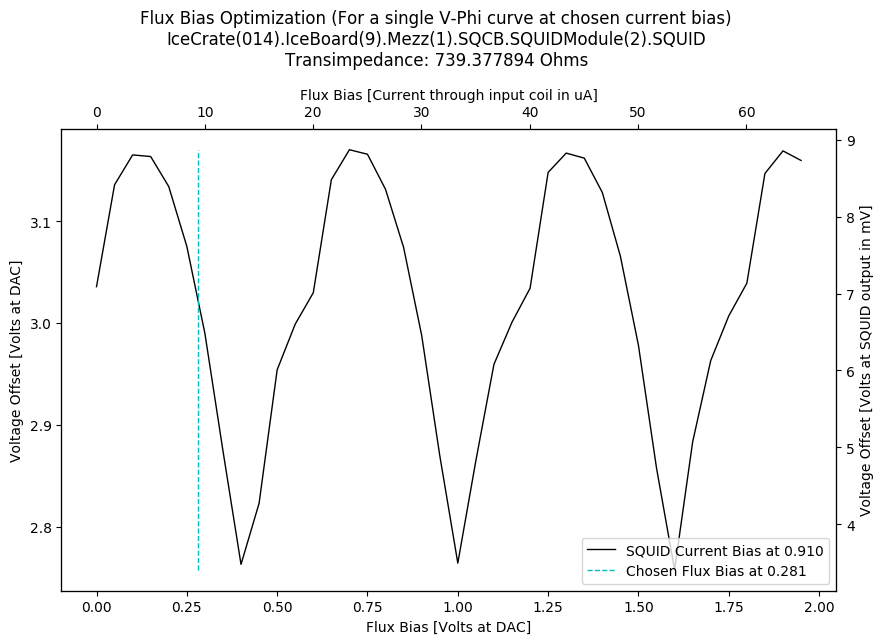 Flux Bias Optimization (For a single V-Phi curve at chosen current bias)
IceCrate(014).IceBoard(9).Mezz(1).SQCB.SQUIDModule(2).SQUID
Transimpedance: 739.377894 Ohms
Flux Bias [Current through input coil in uA]
0 10 20 30 40 50 60
Voltage Offset [Volts at DAC]
3.1
3.0
2.9
2.8
9
8
7
6
5
4
Voltage Offset [Volts at SQUID output in mV]
SQUID Current Bias at 0.910
Chosen Flux Bias at 0.281
0.00 0.25 0.50 0.75 1.00 1.25 1.50 1.75 2.00
Flux Bias [Volts at DAC]